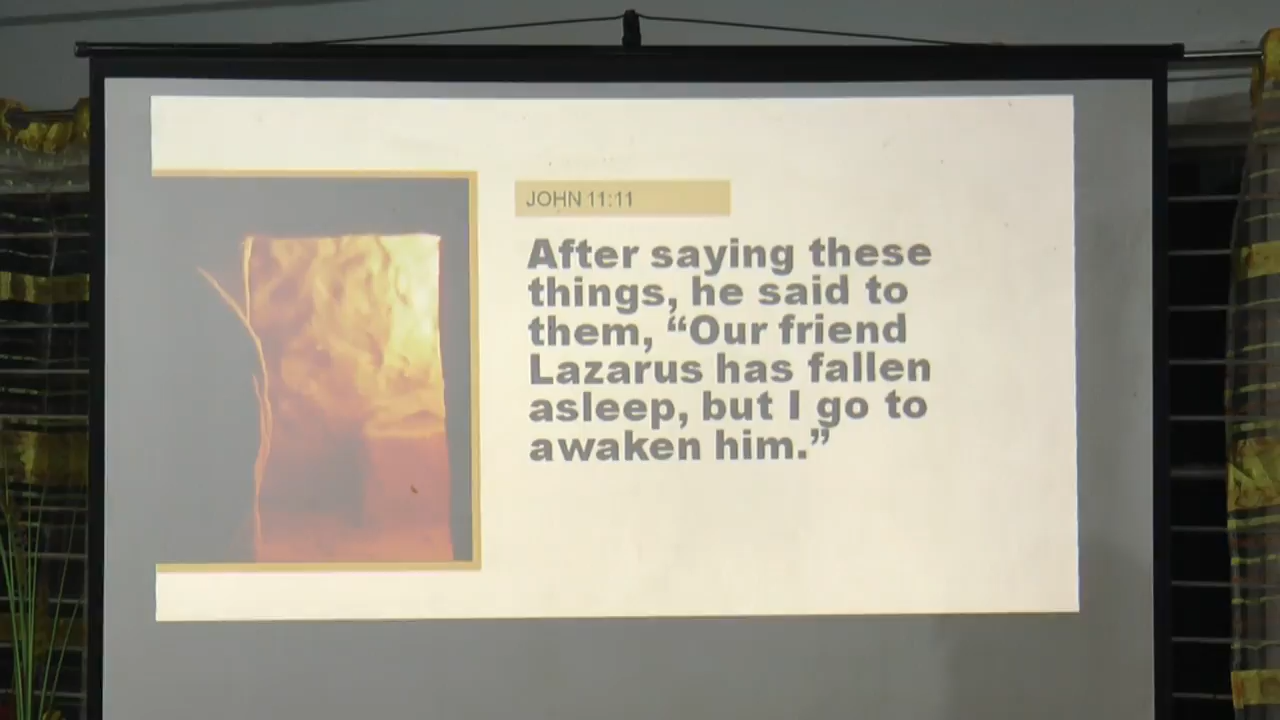 JOHN 11:11
After saying these
things, he said to
them, “Our friend
Lazarus has fallen
asleep, but I go to
awaken him.”